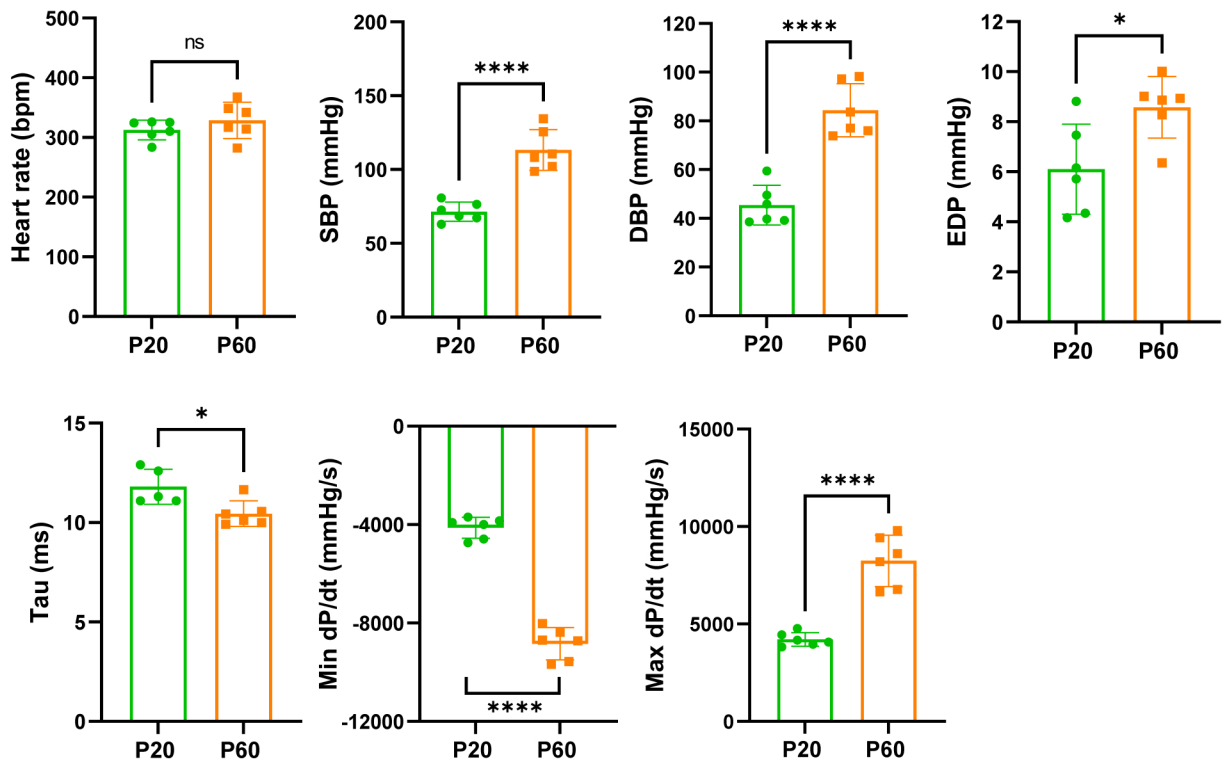 Heart rate (bpm)
500
400
300
200
100
0
ns
P20 P60
SBP (mmHg)
200
150
100
50
0
****
P20 P60
DBP (mmHg)
120
100
80
60
40
20
0
****
P20 P60
EDP (mmHg)
12
10
8
6
4
2
0
*
P20 P60
Tau (ms)
15
10
5
0
*
P20 P60
Min dP/dt (mmHg/s)
0
-4000
-8000
-12000
****
P20 P60
Max dP/dt (mmHg/s)
15000
10000
5000
0
****
P20 P60